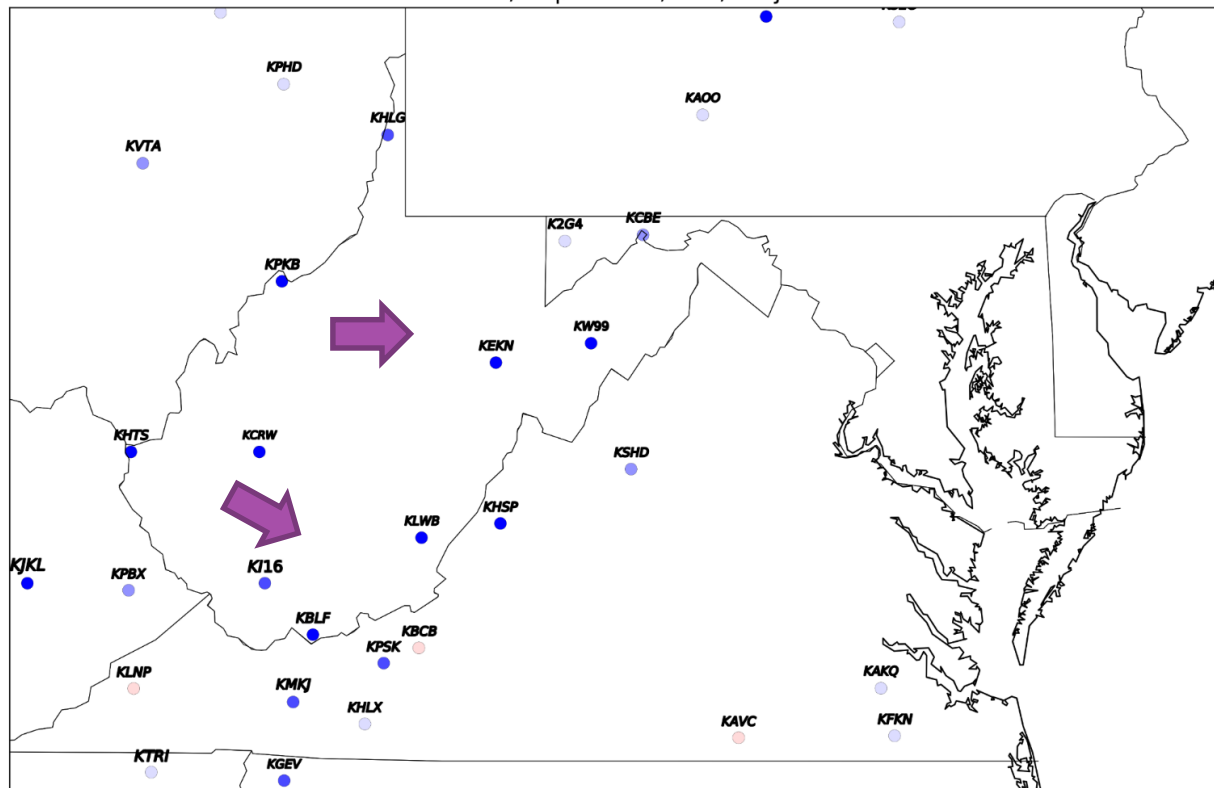 KPHD
KAOO
KHLG
KVTA
K2G4
KCBE
KPKB
KW99
KEKN
KHTS
KCRW
KSHD
KHSP
KLWB
KJKL
KPBX
KI16
KBLF
KBCB
KPSK
KLNP
KMKJ
KAKQ
KHLX
KAVC
KFKN
KTRI
KGEV